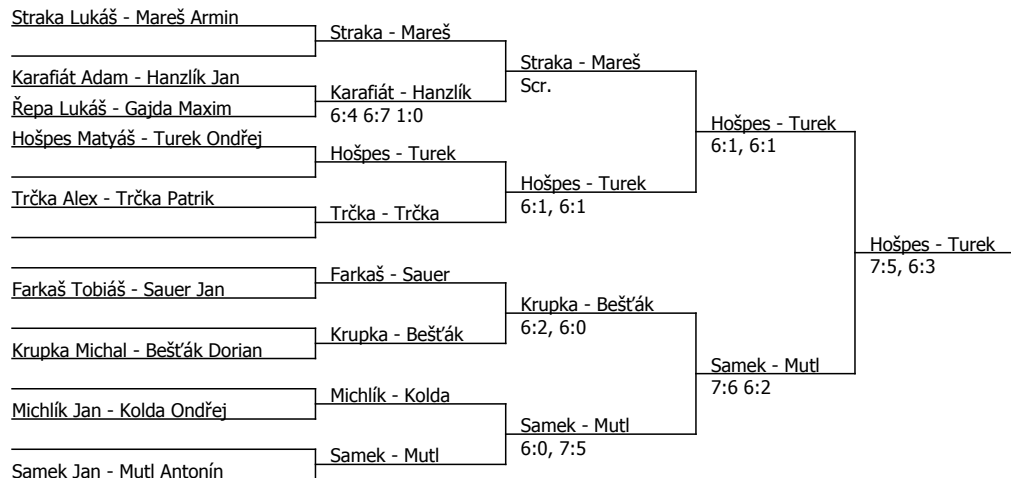 Straka Lukáš - Mareš Armin
Karafiát Adam - Hanzlík Jan
Řepa Lukáš - Gajda Maxim
Hošpes Matyáš - Turek Ondřej
Trčka Alex - Trčka Patrik
Farkaš Tobiáš - Sauer Jan
Krupka Michal - Bešťák Dorian
Michlík Jan - Kolda Ondřej
Samek Jan - Mutl Antonín
Straka - Mareš
Karafiát - Hanzlík
6:4 6:7 1:0
Hošpes - Turek
Trčka - Trčka
Farkaš - Sauer
Krupka - Bešťák
Michlík - Kolda
Samek - Mutl
Straka - Mareš
Scr.
Hošpes - Turek
6:1, 6:1
Krupka - Bešťák
6:2, 6:0
Samek - Mutl
6:0, 7:5
Hošpes - Turek
6:1, 6:1
Samek - Mutl
7:6 6:2
Hošpes - Turek
7:5, 6:3